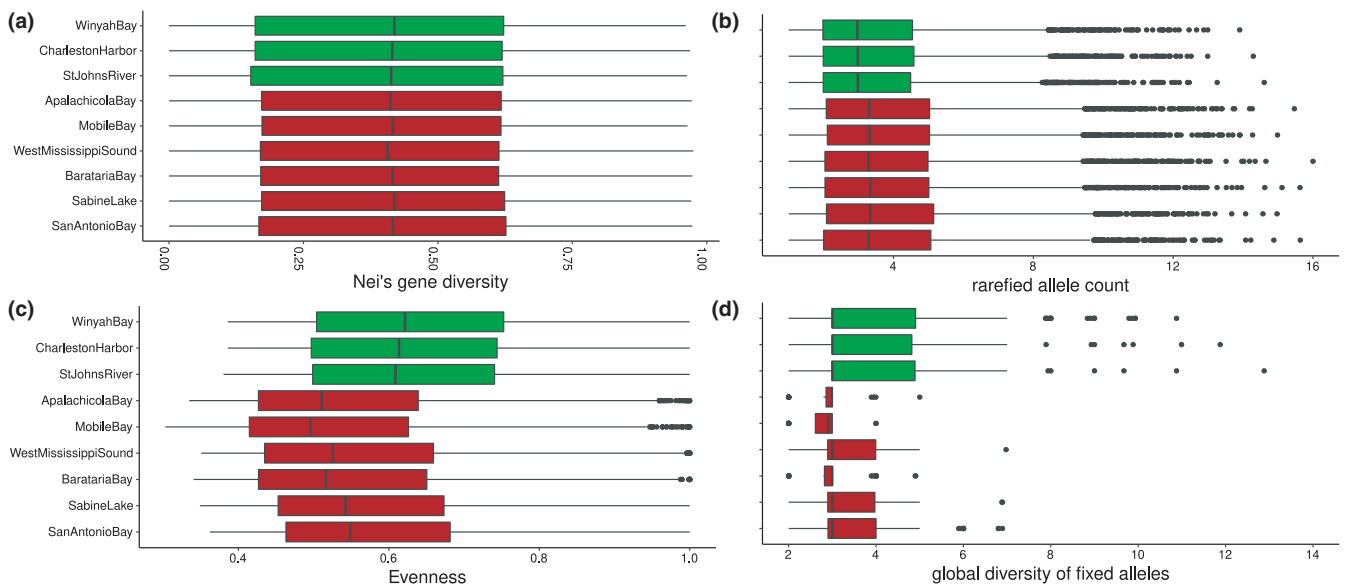 (a)
WinyahBay
CharlestonHarbor
StJohnsRiver
ApalachicolaBay
MobileBay
WestMississippiSound
BaratariaBay
SabineLake
SanAntonioBay
0.00 0.25 0.50 0.75 1.00
Nei's gene diversity
(b)
4 8 12 16
rarefied allele count
(c)
WinyahBay
CharlestonHarbor
StJohnsRiver
ApalachicolaBay
MobileBay
WestMississippiSound
BaratariaBay
SabineLake
SanAntonioBay
0.4 0.6 0.8 1.0
Evenness
(d)
2 4 6 8 10 12 14
global diversity of fixed alleles